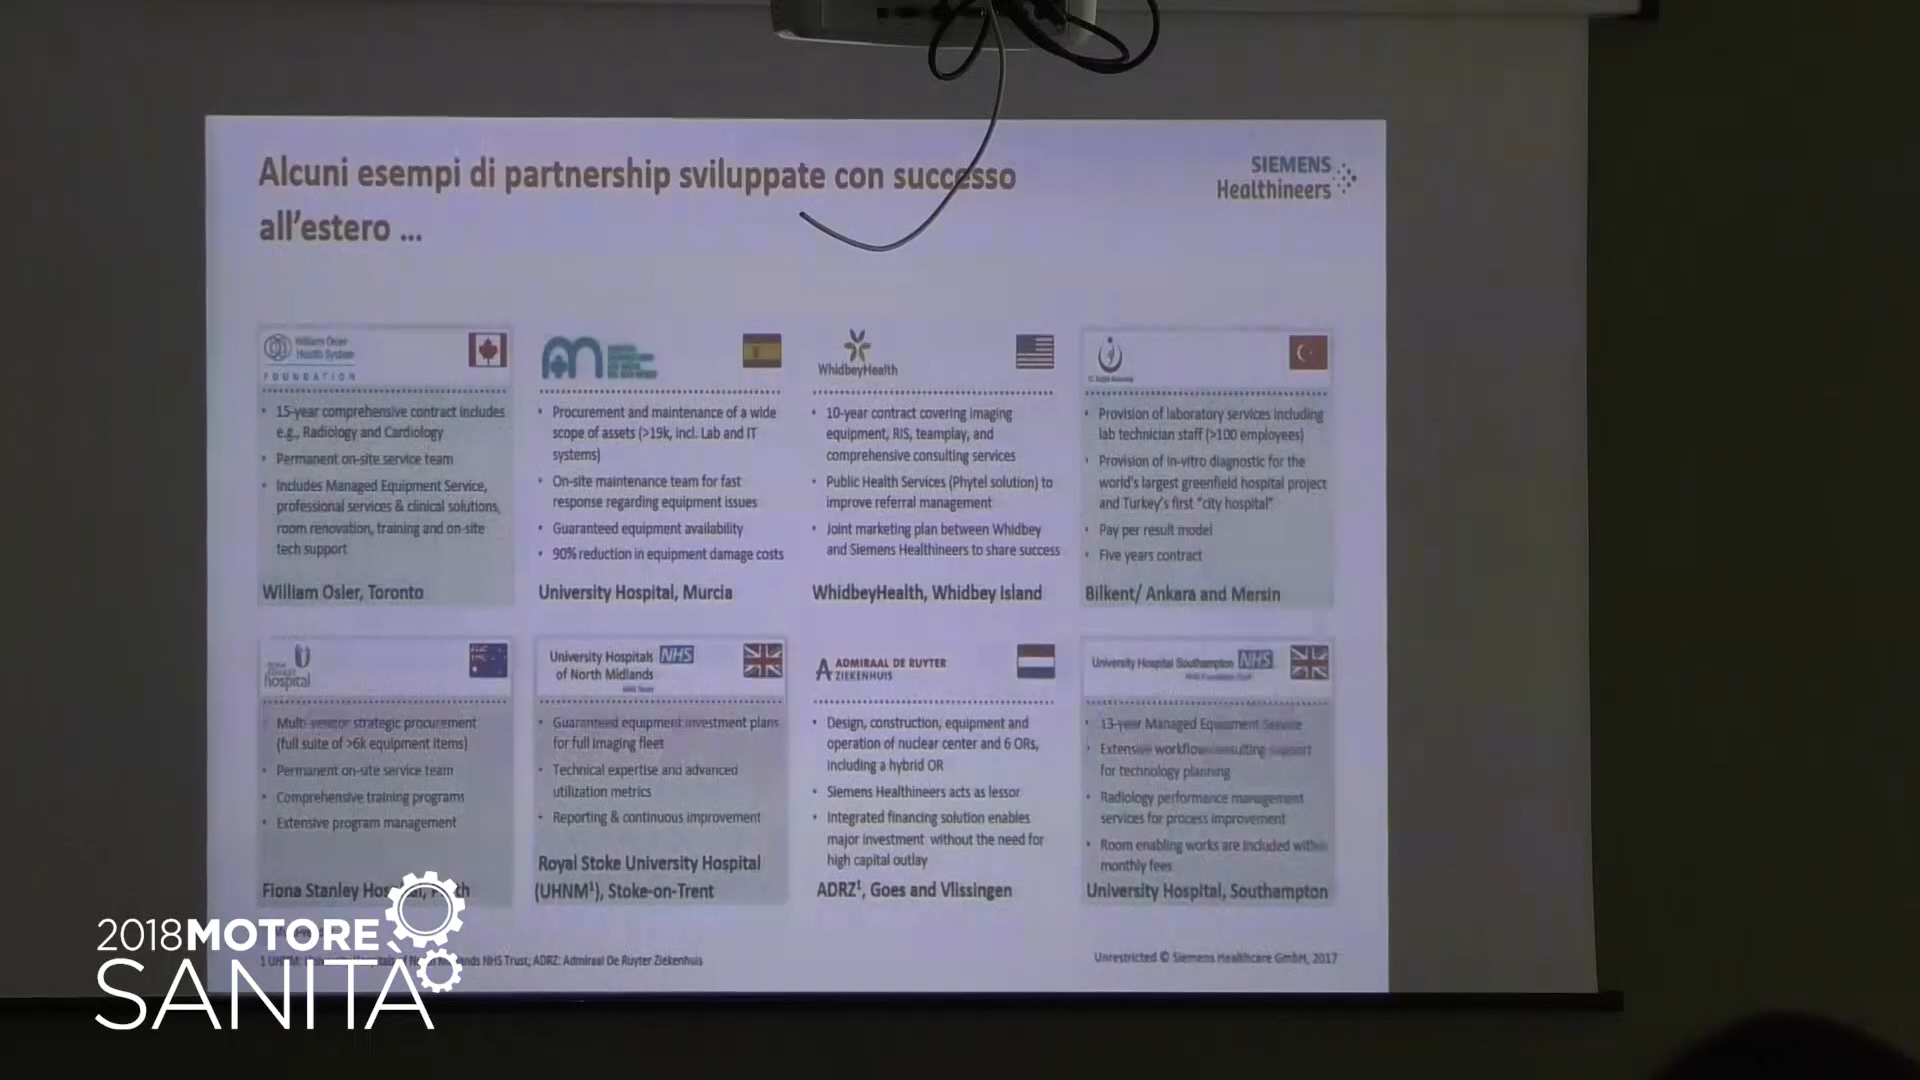 Alcuni esempi di partnership sviluppate con successo
all'estero ...
SIEMENS
Healthineers
William Osler
Health System
FOUNDATION
• 15-year comprehensive contract includes
e.g., Radiology and Cardiology
• Permanent on-site service team
• Includes Managed Equipment Service,
professional services & clinical solutions,
room renovation, training and on-site
tech support
William Osler, Toronto
• Procurement and maintenance of a wide
scope of assets (>19k, incl. Lab and IT
systems)
• On-site maintenance team for fast
response regarding equipment issues
• Guaranteed equipment availability
• 90% reduction in equipment damage costs
University Hospital, Murcia
WhidbeyHealth
• 10-year contract covering imaging
equipment, RIS, teamplay, and
comprehensive consulting services
• Public Health Services (Phytel solution) to
improve referral management
• Joint marketing plan between Whidbey
and Siemens Healthineers to share success
WhidbeyHealth, Whidbey Island
• Provision of laboratory services including
lab technician staff (>100 employees)
• Provision of in-vitro diagnostic for the
world's largest greenfield hospital project
and Turkey's first "city hospital"
• Pay per result model
• Five years contract
Bilkent/ Ankara and Mersin
hospital
• Multi-vendor strategic procurement
(full suite of >6k equipment items)
• Permanent on-site service team
• Comprehensive training programs
• Extensive program management
Fiona Stanley
University Hospitals NHS
of North Midlands
• Guaranteed equipment investment plans
for full imaging fleet
• Technical expertise and advanced
utilization metrics
• Reporting & continuous improvement
Royal Stoke University Hospital
(UHNM¹), Stoke-on-Trent
ADMIRAAL DE RUYTER
ZIEKENHUIS
• Design, construction, equipment and
operation of nuclear center and 6 ORs,
including a hybrid OR
• Siemens Healthineers acts as lessor
• Integrated financing solution enables
major investment without the need for
high capital outlay
ADRZ¹, Goes and Vlissingen
University Hospital Southampton NHS
• 13-year Managed Equipment Service
• Extensive workflow consulting support
for technology planning
• Radiology performance management
services for process improvement
• Room enabling works are included within
monthly fees
University Hospital, Southampton
NHS Trust; ADRZ: Admiraal De Ruyter Ziekenhuis
Unrestricted © Siemens Healthcare GmbH, 2017
2018MOTORE
SANITA